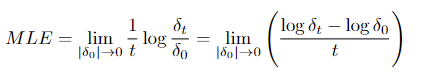 $MLE = \lim_{|\delta_0| \to 0} \frac{1}{t} \log \frac{\delta_t}{\delta_0} = \lim_{|\delta_0| \to 0} \left( \frac{\log \delta_t - \log \delta_0}{t} \right)$